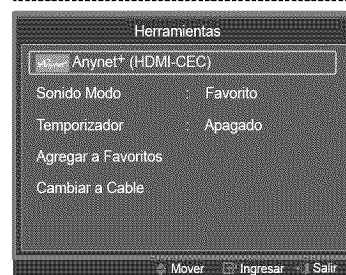 Herramientas
Anynet+ (HDMI-CEC)
Sonido Modo : Favorito
Temporizador : Apagado
Agregar a Favoritos
Cambiar a Cable
Mover Ingresar Salir